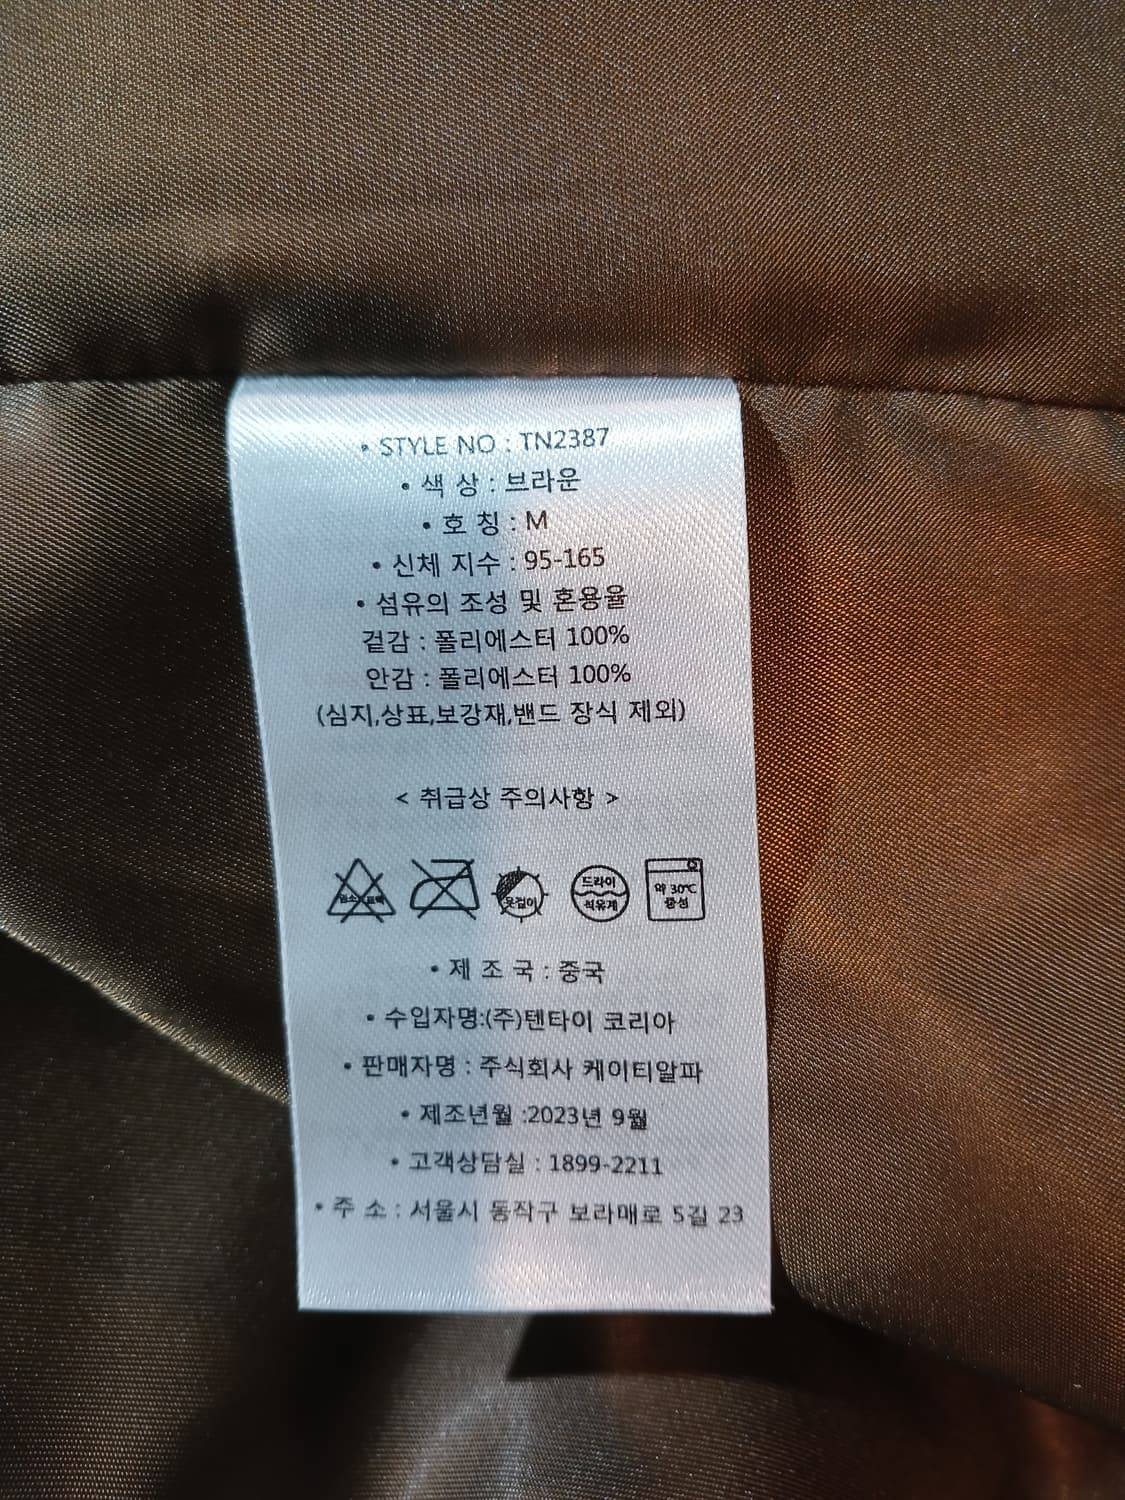 • STYLE NO : TN2387
• 색 상 : 브라운
• 호 칭 : M
• 신체 지수 : 95-165
• 섬유의 조성 및 혼용율
겉감 : 폴리에스터 100%
안감 : 폴리에스터 100%
(심지,상표,보강재,밴드 장식 제외)
< 취급상 주의사항 >
옷걸이
드라이
석유계
약 30℃
중성
• 제 조 국 : 중국
• 수입자명:(주)텐타이 코리아
• 판매자명 : 주식회사 케이티알파
• 제조년월 :2023년 9월
• 고객상담실 : 1899-2211
• 주 소 : 서울시 동작구 보라매로 5길 23